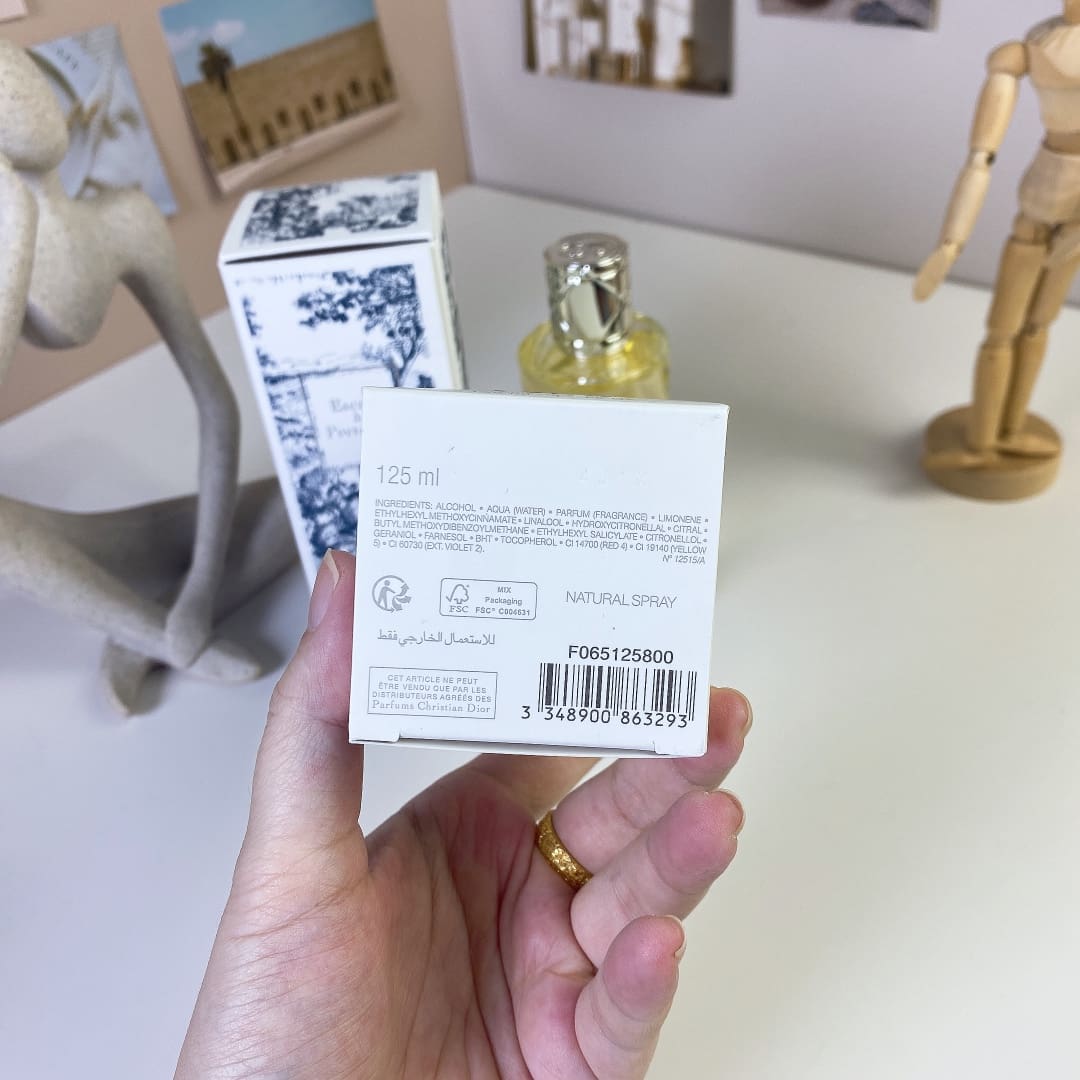 125 ml
INGREDIENTS: ALCOHOL • AQUA (WATER) • PARFUM (FRAGRANCE) • LIMONENE •
ETHYLHEXYL METHOXYCINNAMATE • LINALOOL • HYDROXYCITRONELLAL • CITRAL •
BUTYL METHOXYDIBENZOYLMETHANE • ETHYLHEXYL SALICYLATE • CITRONELLOL •
GERANIOL • FARNESOL • BHT • TOCOPHEROL • CI 14700 (RED 4) • CI 19140 (YELLOW
5) • CI 60730 (EXT. VIOLET 2).
N° 12515/A
FSC
MIX
Packaging
FSC® C004631
NATURAL SPRAY
للاستعمال الخارجي فقط
F065125800
CET ARTICLE NE PEUT
ÊTRE VENDU QUE PAR LES
DISTRIBUTEURS AGRÉÉS DES
Parfums Christian Dior
3 348900 863293